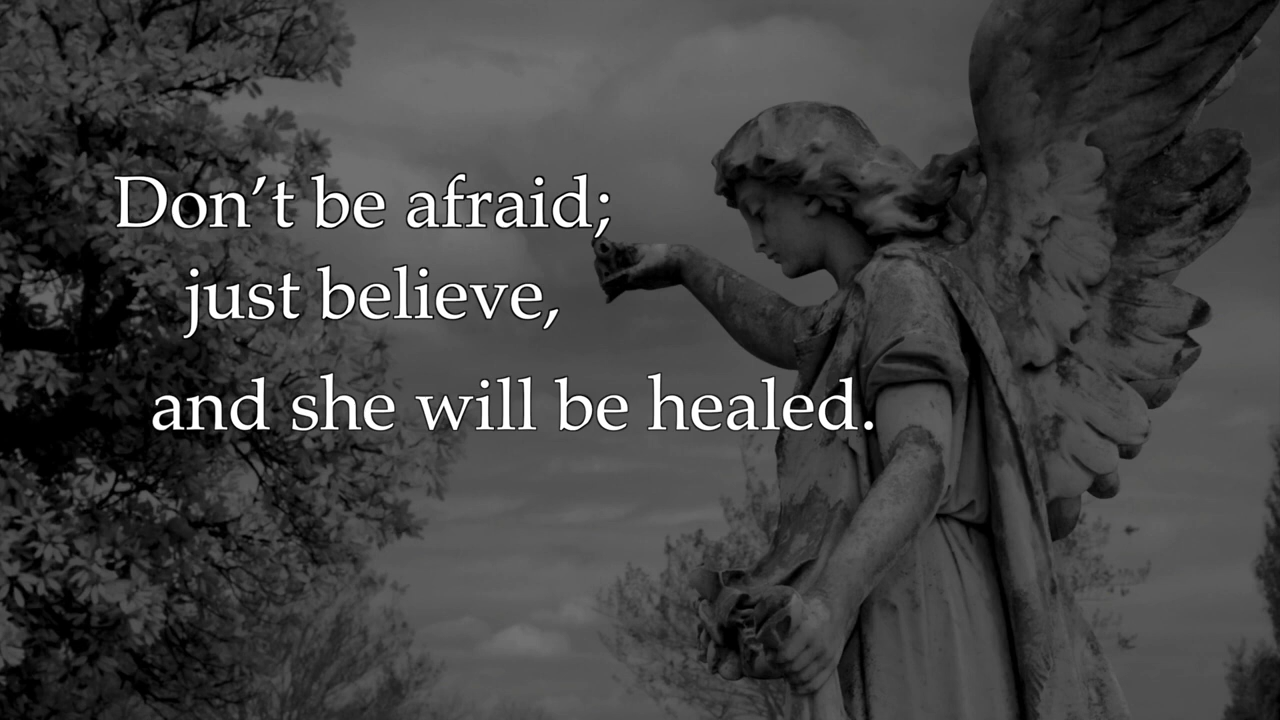 Don’t be afraid;
just believe,
and she will be healed.